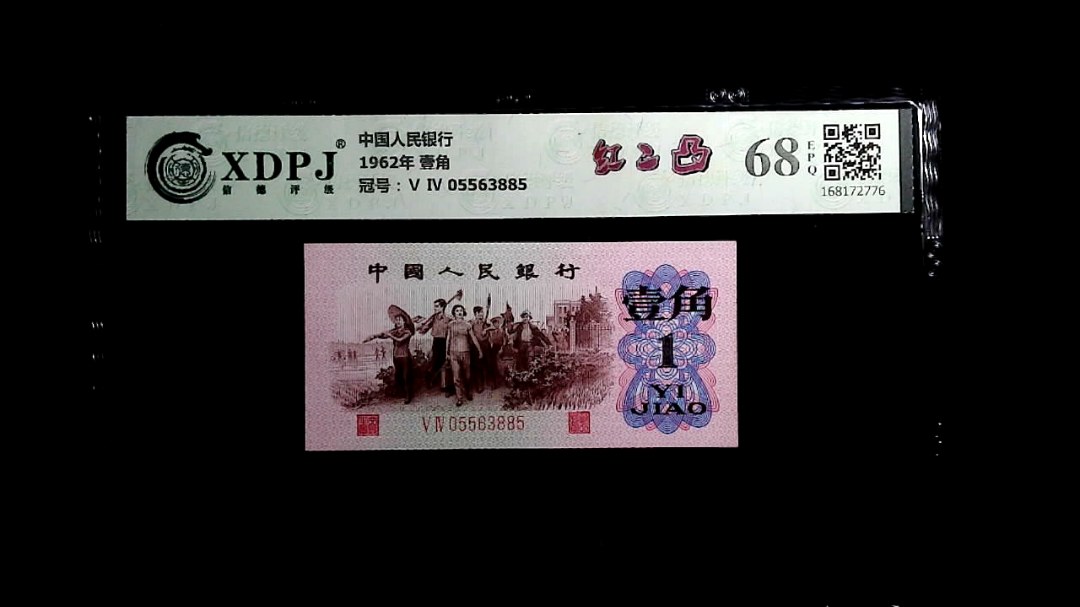 XDPJ®
信德评级
中国人民银行
1962年 壹角
冠号：V IV 05563885
红二凸
68
EPQ
168172776
中國人民銀行
壹角
1
YI
JIAO
V IV 05563885